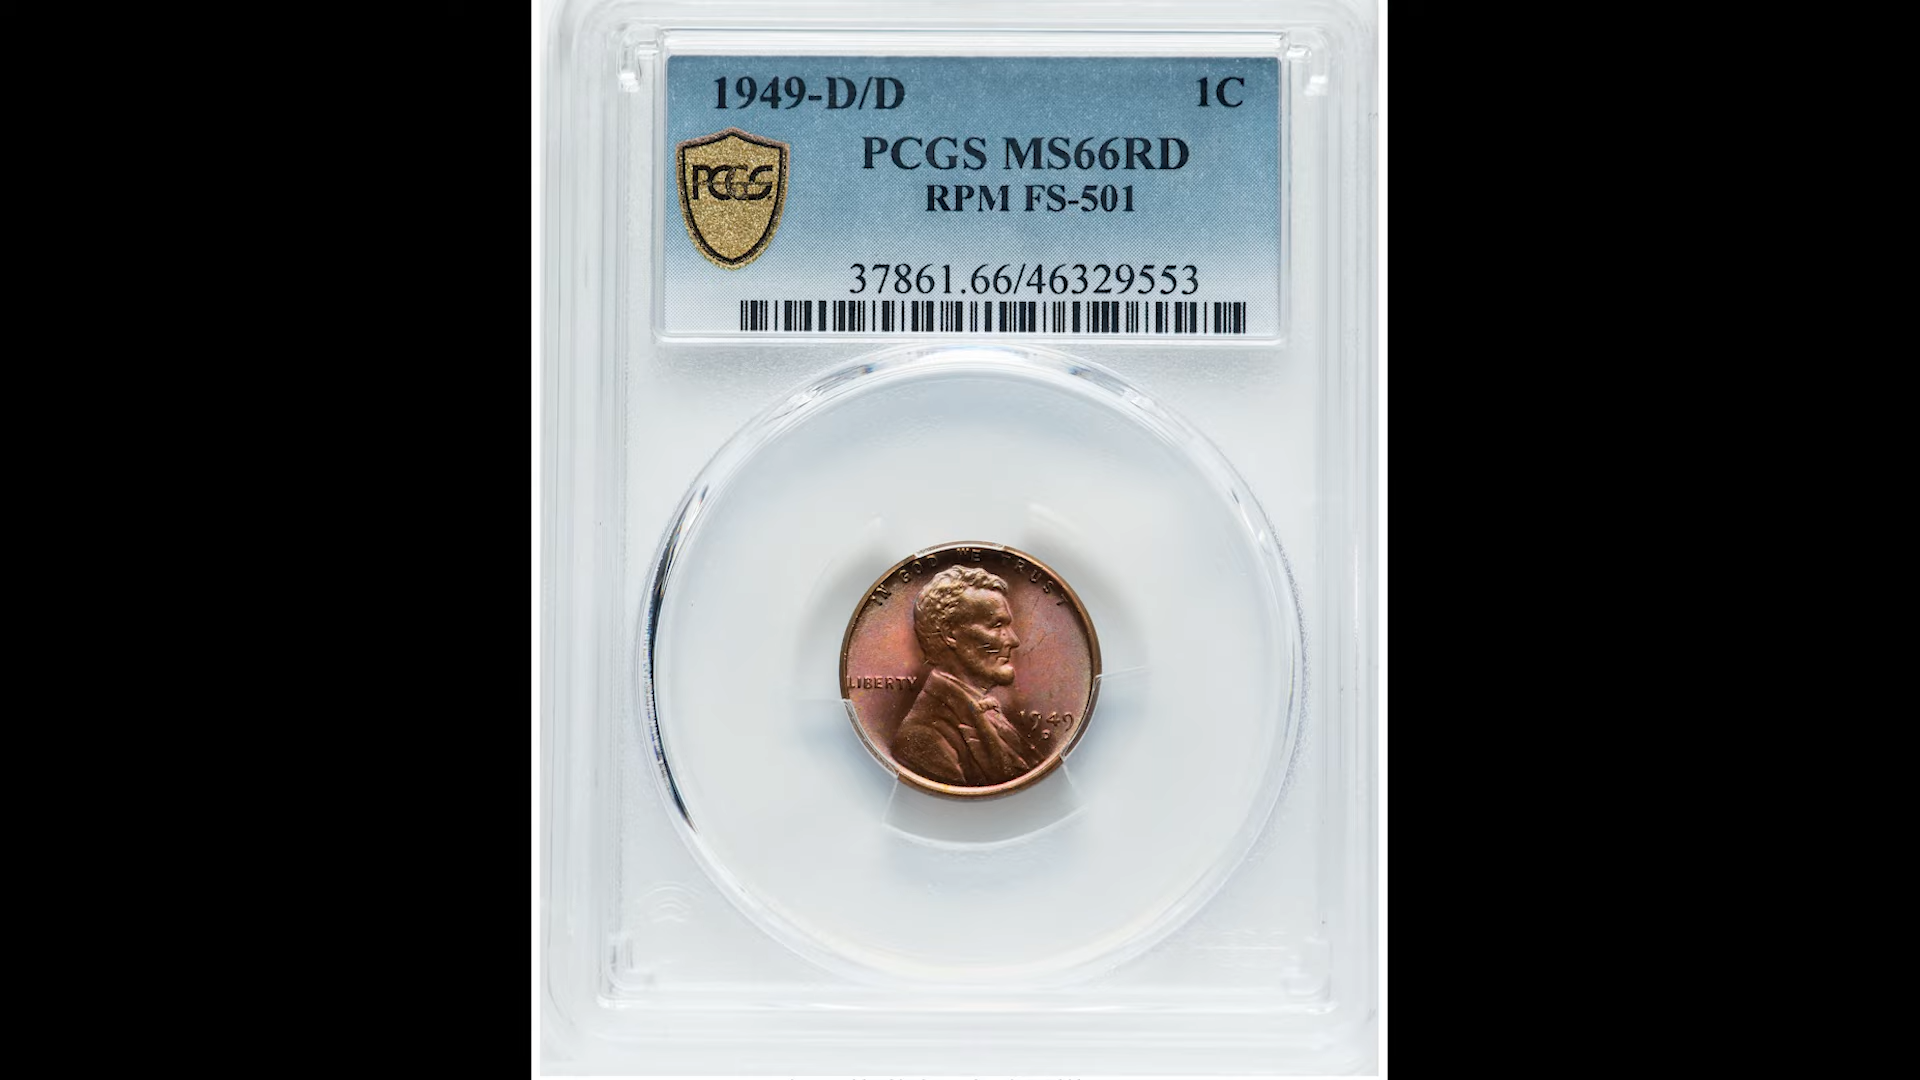 1949-D/D 1C
PCGS MS66RD
PCGS
RPM FS-501
37861.66/46329553
IN GOD WE TRUST
LIBERTY
1949
D